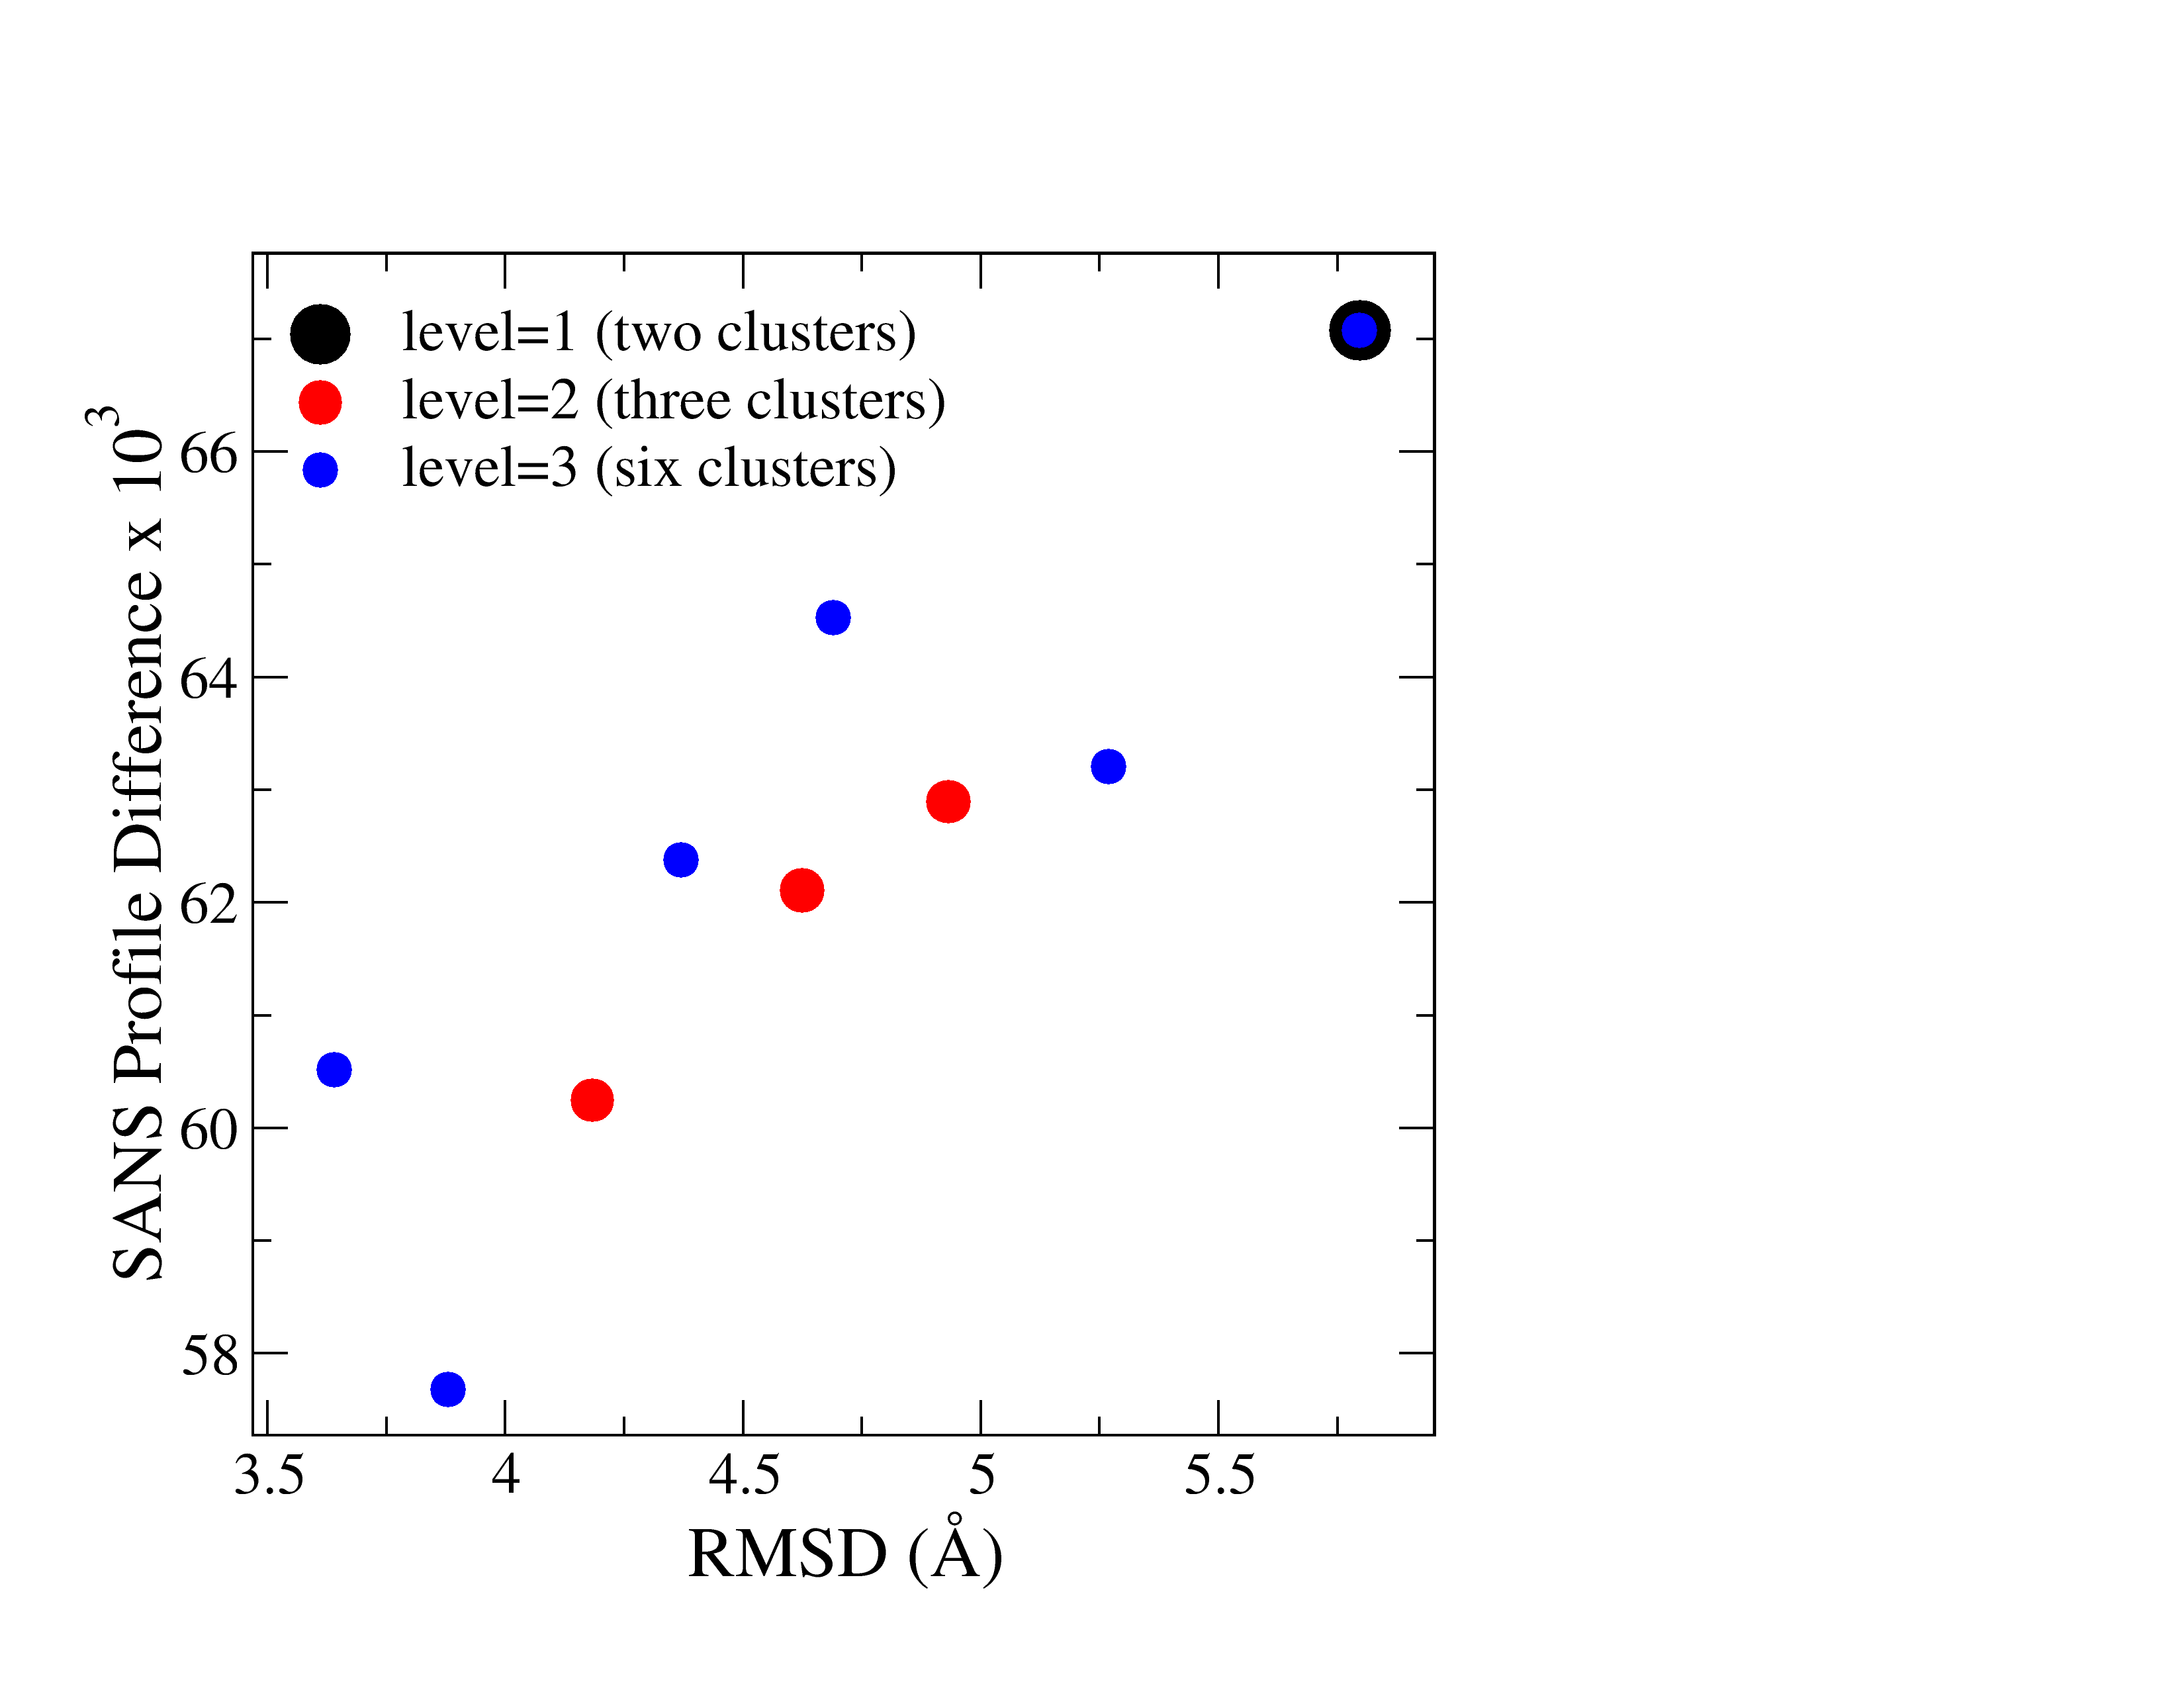 level=1 (two clusters)
level=2 (three clusters)
level=3 (six clusters)
SANS Profile Difference x 10³
66
64
62
60
58
3.5 4 4.5 5 5.5
RMSD (Å)